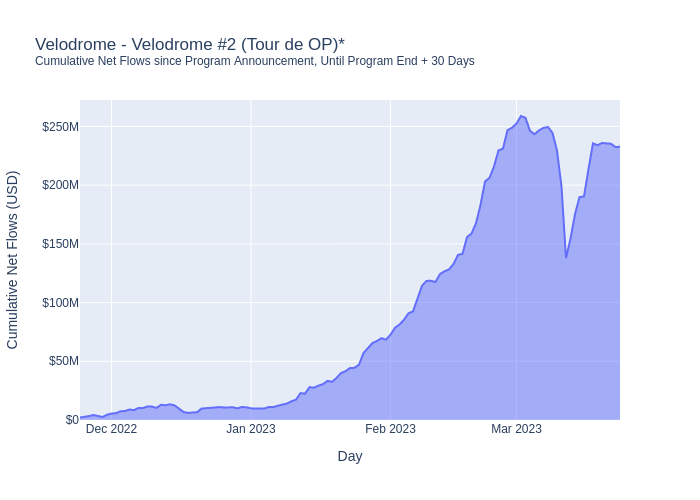 Velodrome - Velodrome #2 (Tour de OP)*
Cumulative Net Flows since Program Announcement, Until Program End + 30 Days
Cumulative Net Flows (USD)
$250M
$200M
$150M
$100M
$50M
$0
Dec 2022
Jan 2023
Feb 2023
Mar 2023
Day